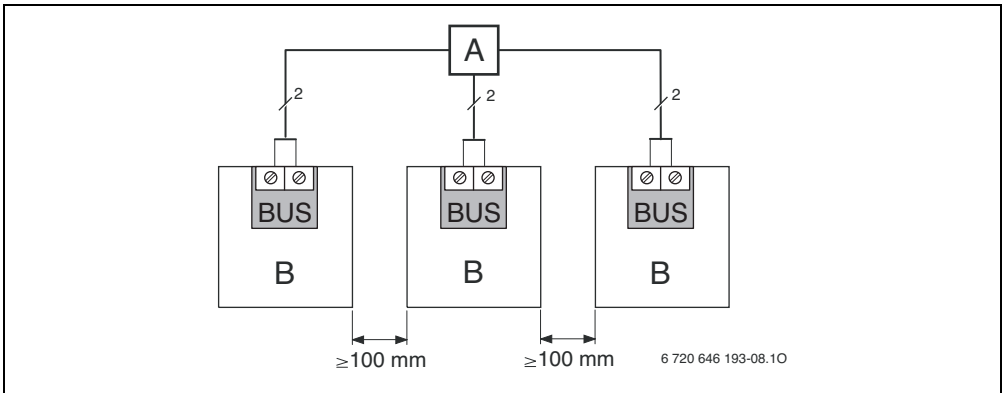 A
2 2 2
BUS BUS BUS
B B B
≥100 mm ≥100 mm
6 720 646 193-08.1O